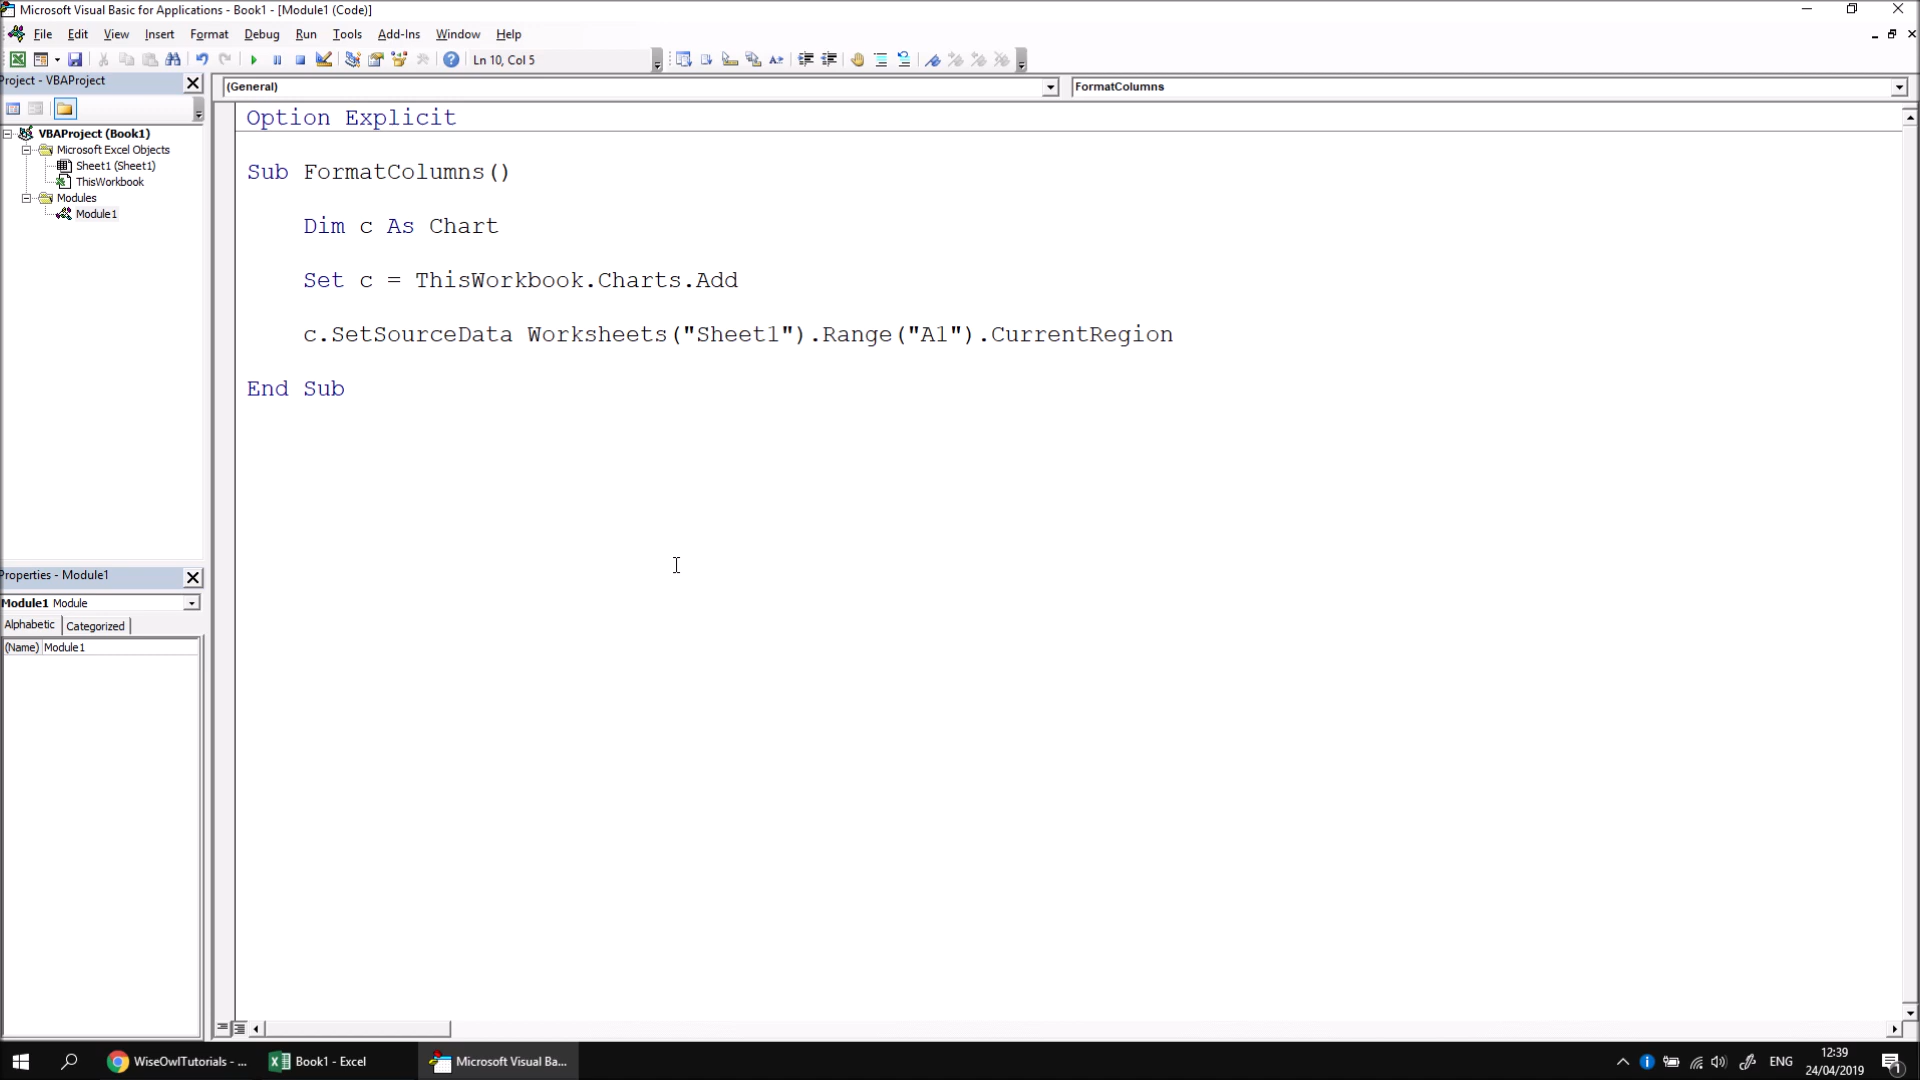 Microsoft Visual Basic for Applications - Book1 - [Module1 (Code)]
File Edit View Insert Format Debug Run Tools Add-Ins Window Help
Ln 10, Col 5
Project - VBAProject
(General)
FormatColumns
VBAProject (Book1)
Microsoft Excel Objects
Sheet1 (Sheet1)
ThisWorkbook
Modules
Module1
Option Explicit
Sub FormatColumns()
Dim c As Chart
Set c = ThisWorkbook.Charts.Add
c.SetSourceData Worksheets("Sheet1").Range("A1").CurrentRegion
End Sub
Properties - Module1
Module1 Module
Alphabetic Categorized
(Name) Module1
WiseOwlTutorials - ...
Book1 - Excel
Microsoft Visual Ba...
ENG
12:39
24/04/2019
1